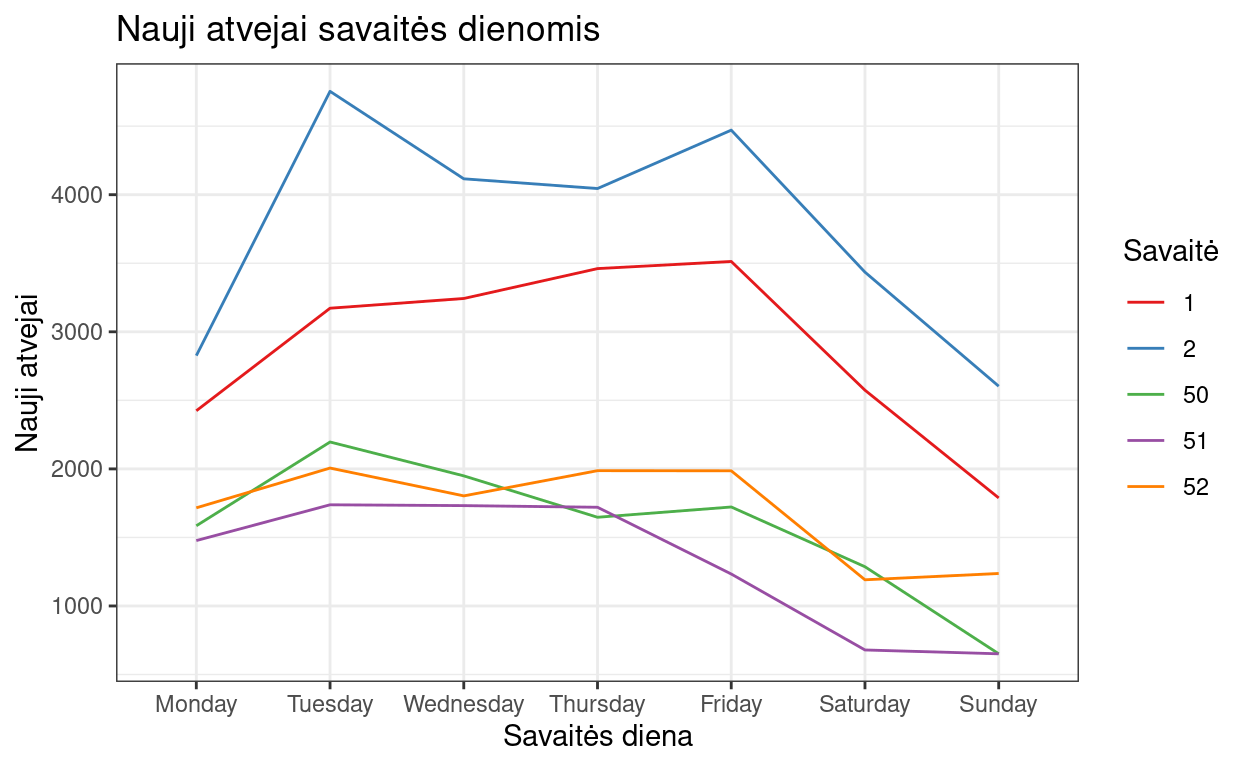 Nauji atvejai savaitės dienomis
Nauji atvejai
4000
3000
2000
1000
Monday Tuesday Wednesday Thursday Friday Saturday Sunday
Savaitės diena
Savaitė
1
2
50
51
52